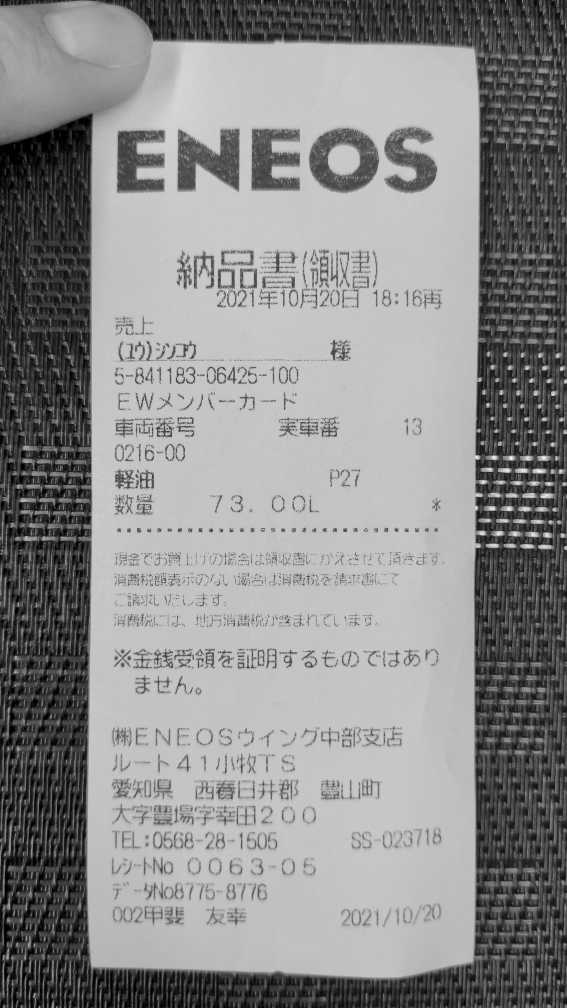 ENEOS
納品書(領収書)
2021年10月20日 18:16再
売上
(ユウ)シンコウ 様
5-841183-06425-100
EWメンバーカード
車両番号 実車番 13
0216-00
軽油 P27
数量 73.00L *
現金でお買上げの場合は領収書にかえさせて頂きます。
消費税額表示のない場合は消費税を請求書にて
ご請求いたします。
消費税には、地方消費税が含まれています。
※金銭受領を証明するものではあり
ません。
㈱ENEOSウイング中部支店
ルート41小牧TS
愛知県 西春日井郡 豊山町
大字豊場字幸田200
TEL:0568-28-1505 SS-023718
レシートNo 0063-05
データNo8775-8776
002甲斐 友幸 2021/10/20